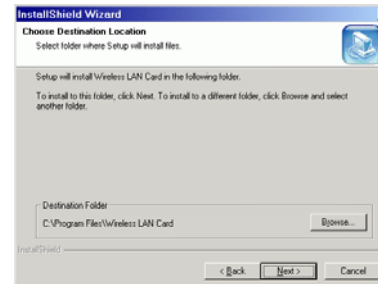 InstallShield Wizard
Choose Destination Location
Select folder where Setup will install files.
Setup will install Wireless LAN Card in the following folder.
To install to this folder, click Next. To install to a different folder, click Browse and select
another folder.
Destination Folder
C:\Program Files\Wireless LAN Card
Browse...
InstallShield
< Back
Next >
Cancel